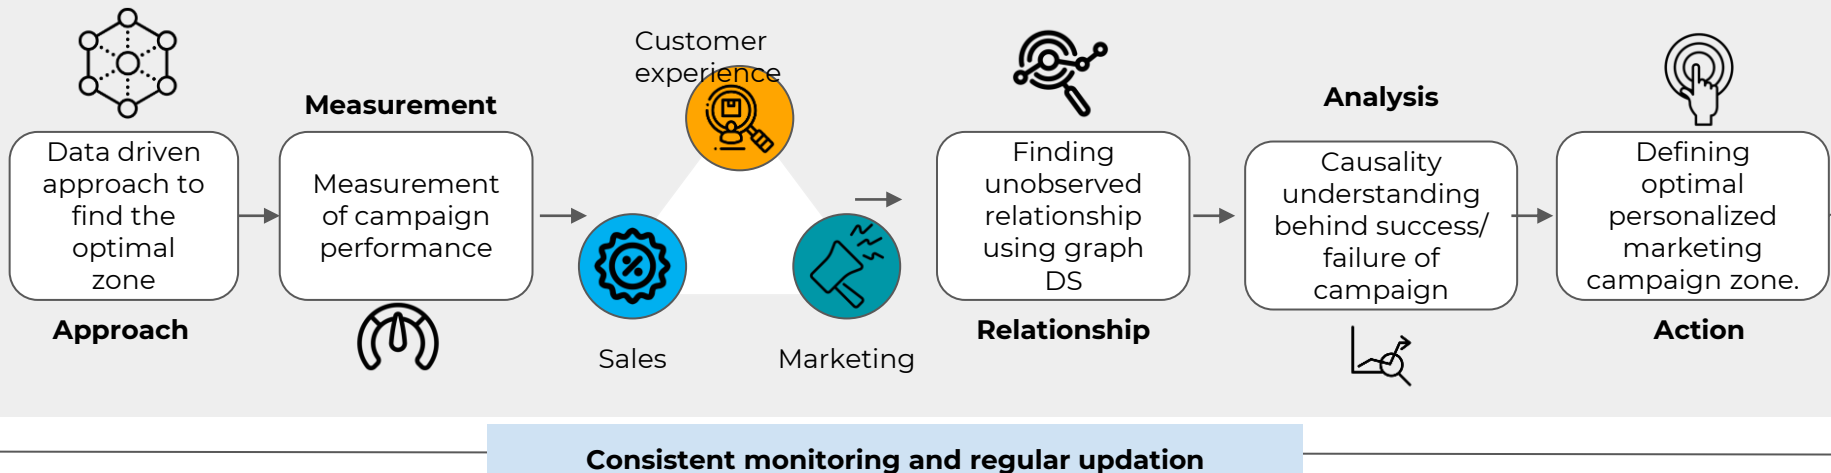 Data driven
approach to
find the
optimal
zone
Approach
Measurement
Measurement
of campaign
performance
Customer
experience
Sales
Marketing
Finding
unobserved
relationship
using graph
DS
Relationship
Analysis
Causality
understanding
behind success/
failure of
campaign
Defining
optimal
personalized
marketing
campaign zone.
Action
Consistent monitoring and regular updation